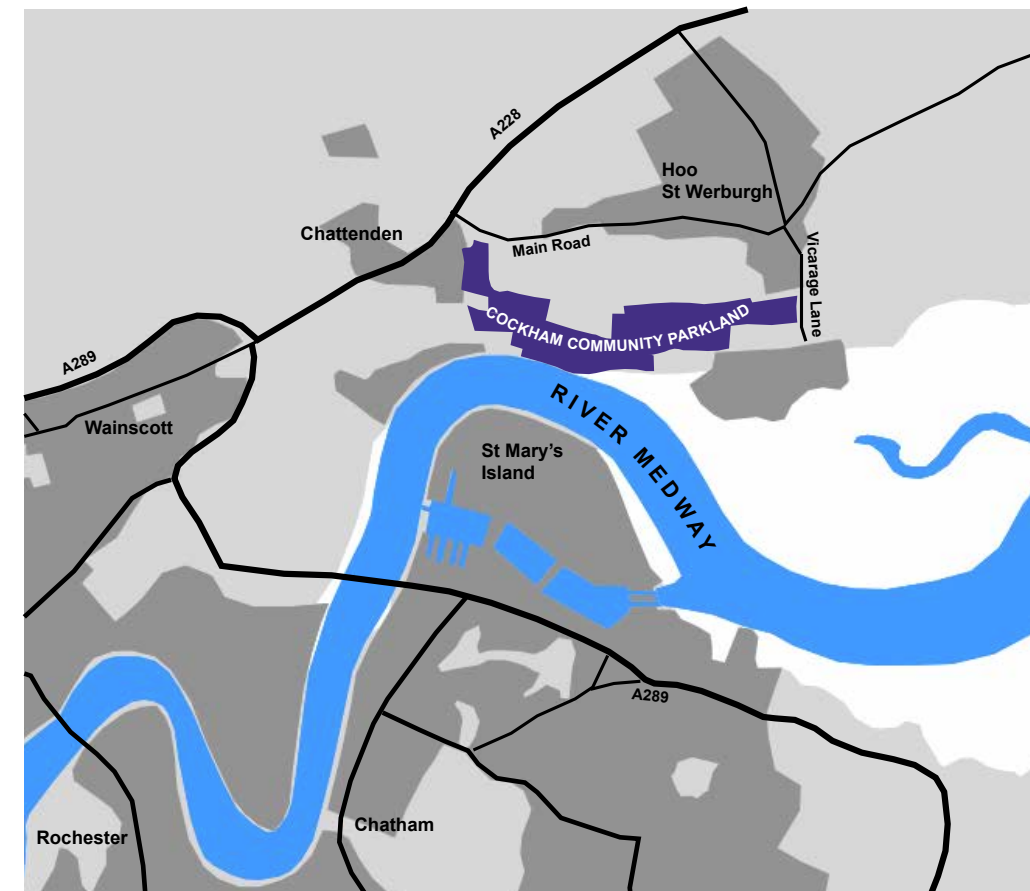 A228
Hoo
St Werburgh
Chattenden
Main Road
Vicarage Lane
COCKHAM COMMUNITY PARKLAND
A289
Wainscott
RIVER MEDWAY
St Mary's
Island
A289
Chatham
Rochester